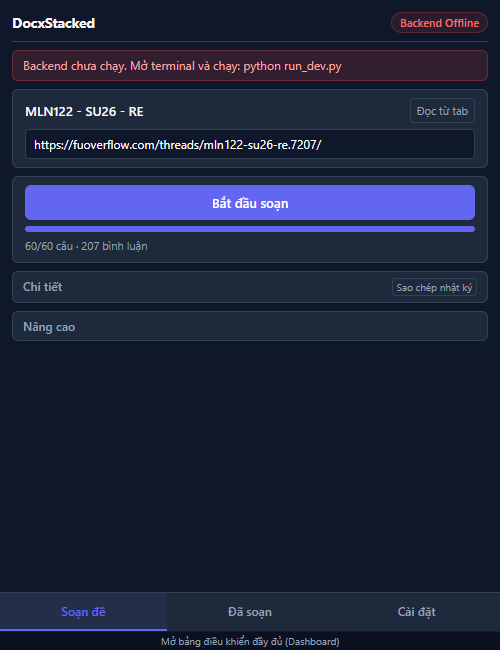 DocxStacked
Backend Offline
Backend chưa chạy. Mở terminal và chạy: python run_dev.py
MLN122 - SU26 - RE
Đọc từ tab
https://fuoverflow.com/threads/mln122-su26-re.7207/
Bắt đầu soạn
60/60 câu · 207 bình luận
Chi tiết
Sao chép nhật ký
Nâng cao
Soạn đề
Đã soạn
Cài đặt
Mở bảng điều khiển đầy đủ (Dashboard)